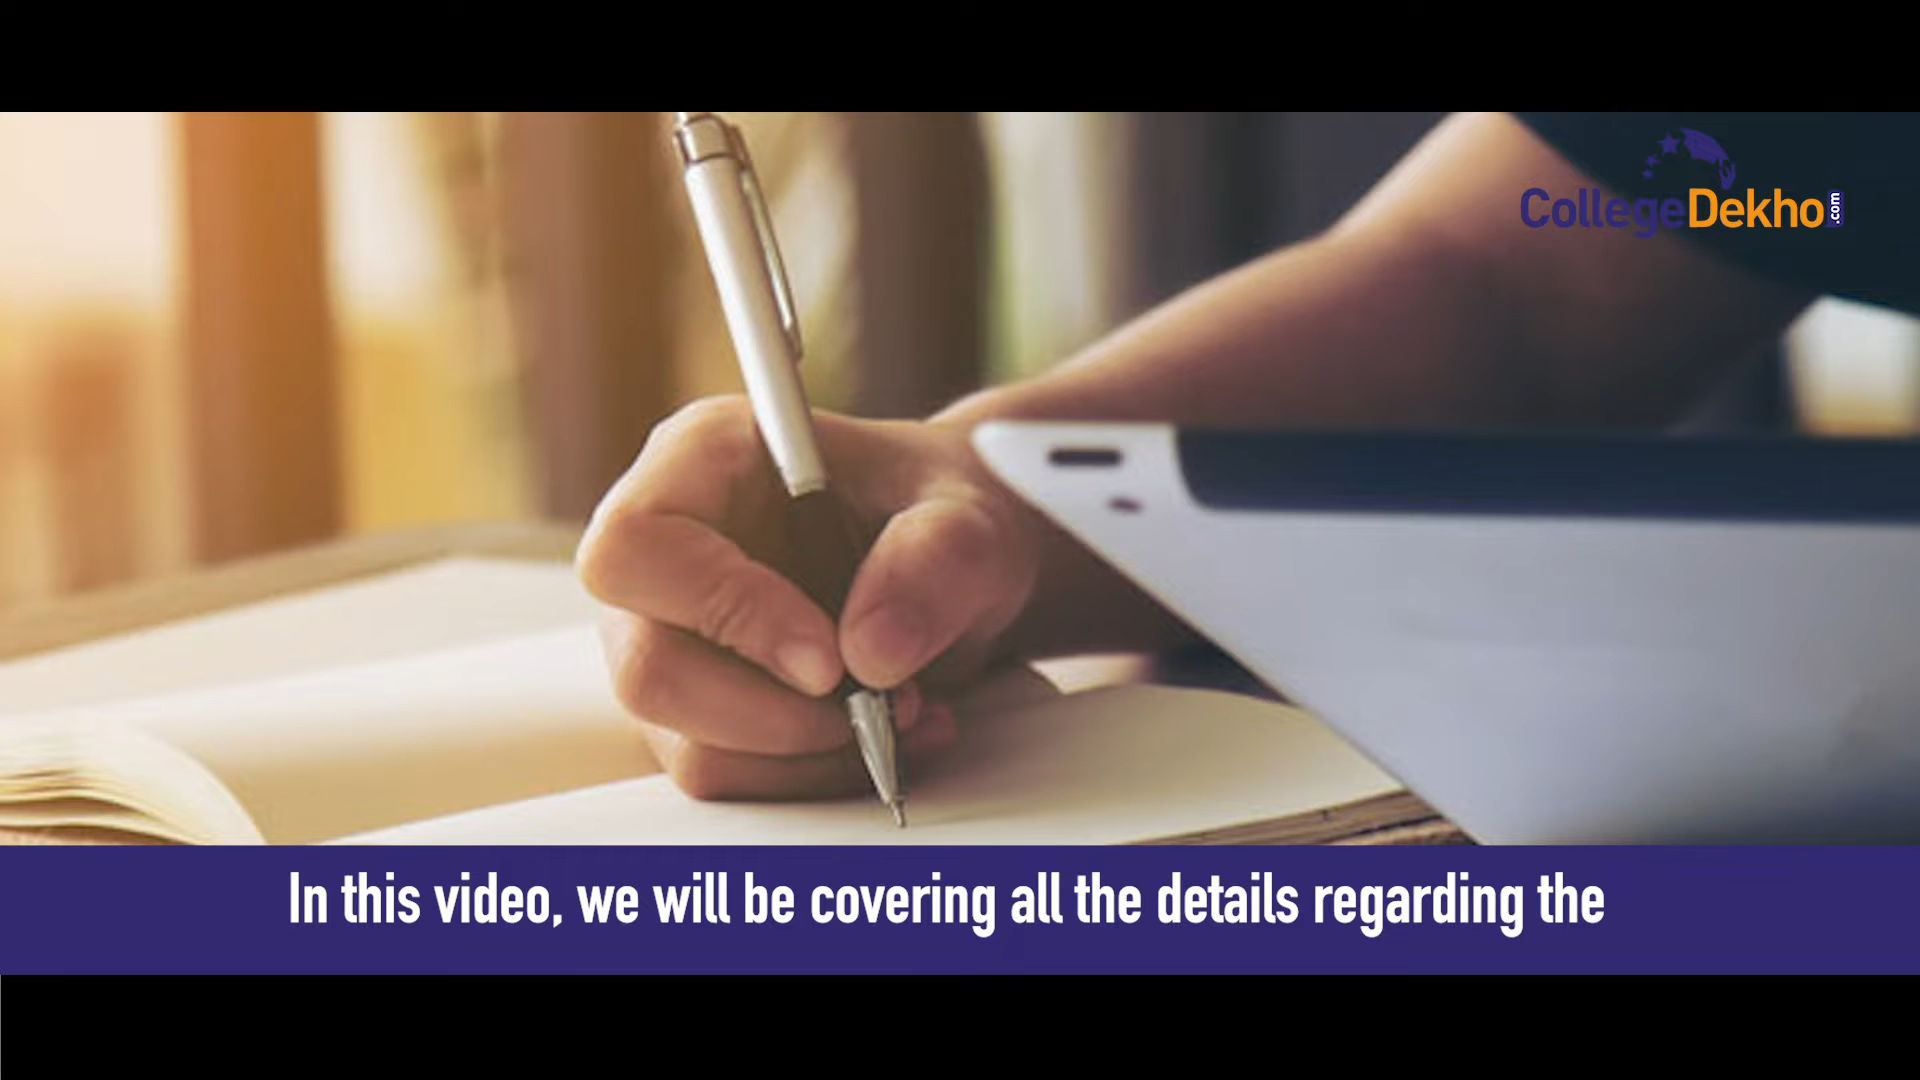 CollegeDekho.com
In this video, we will be covering all the details regarding the